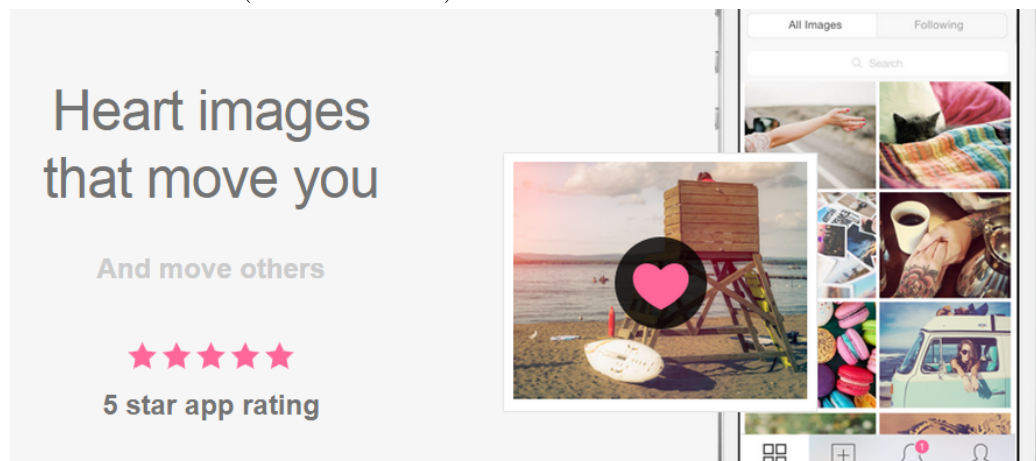 Heart images
that move you
And move others
5 star app rating
All Images
Following
Search
1